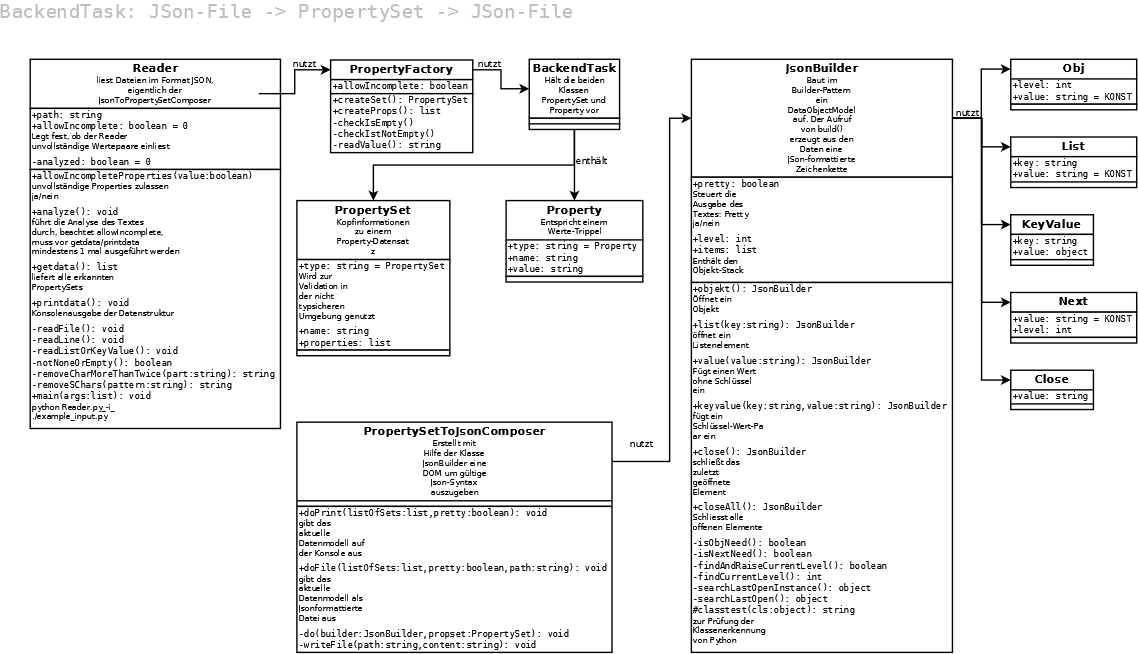 BackendTask: JSon-File -> PropertySet -> JSon-File
Reader
liest Dateien im Format JSON,
eigentlich der
JsonToPropertySetComposer
+path: string
+allowIncomplete: boolean = 0
Legt fest, ob der Reader
unvollständige Wertepaare einliest
-analyzed: boolean = 0
+allowIncompleteProperties(value:boolean)
unvollständige Properties zulassen
ja/nein
+analyze(): void
führt die Analyse des Textes
durch, beachtet allowIncomplete,
muss vor getdata/printdata
mindestens 1 mal ausgeführt werden
+getdata(): list
liefert alle erkannten
PropertySets
+printdata(): void
Konsolenausgabe der Datenstruktur
-readFile(): void
-readLine(): void
-readListOrKeyValue(): void
-notNoneOrEmpty(): boolean
-removeCharMoreThanTwice(part:string): string
-removeSChars(pattern:string): string
+main(args:list): void
python Reader.py -i
./example_input.py
nutzt
PropertyFactory
+allowIncomplete: boolean
+createSet(): PropertySet
+createProps(): list
-checkIsEmpty()
-checkIstNotEmpty()
-readValue(): string
nutzt
BackendTask
Hält die beiden
Klassen
PropertySet und
Property vor
enthält
PropertySet
Kopfinformationen
zu einem
Property-Datensat
z
+type: string = PropertySet
Wird zur
Validation in
der nicht
typsicheren
Umgebung genutzt
+name: string
+properties: list
Property
Entspricht einem
Werte-Trippel
+type: string = Property
+name: string
+value: string
PropertySetToJsonComposer
Erstellt mit
Hilfe der Klasse
JsonBuilder eine
DOM um gültige
Json-Syntax
auszugeben
+doPrint(listOfSets:list,pretty:boolean): void
gibt das
aktuelle
Datenmodell auf
der Konsole aus
+doFile(listOfSets:list,pretty:boolean,path:string): void
gibt das
aktuelle
Datenmodell als
Jsonformattierte
Datei aus
-do(builder:JsonBuilder,propset:PropertySet): void
-writeFile(path:string,content:string): void
nutzt
JsonBuilder
Baut im
Builder-Pattern
ein
DataObjectModel
auf. Der Aufruf
von build()
erzeugt aus den
Daten eine
JSon-formattierte
Zeichenkette
+pretty: boolean
Steuert die
Ausgabe des
Textes: Pretty
ja/nein
+level: int
+items: list
Enthält den
Objekt-Stack
+objekt(): JsonBuilder
Öffnet ein
Objekt
+list(key:string): JsonBuilder
öffnet ein
Listenelement
+value(value:string): JsonBuilder
Fügt einen Wert
ohne Schlüssel
ein
+keyvalue(key:string,value:string): JsonBuilder
fügt ein
Schlüssel-Wert-Pa
ar ein
+close(): JsonBuilder
schließt das
zuletzt
geöffnete
Element
+closeAll(): JsonBuilder
Schliesst alle
offenen Elemente
-isObjNeed(): boolean
-isNextNeed(): boolean
-findAndRaiseCurrentLevel(): boolean
-findCurrentLevel(): int
-searchLastOpenInstance(): object
-searchLastOpen(): object
#classtest(cls:object): string
zur Prüfung der
Klassenerkennung
von Python
nutzt
Obj
+level: int
+value: string = KONST
List
+key: string
+value: string = KONST
KeyValue
+key: string
+value: object
Next
+value: string = KONST
+level: int
Close
+value: string